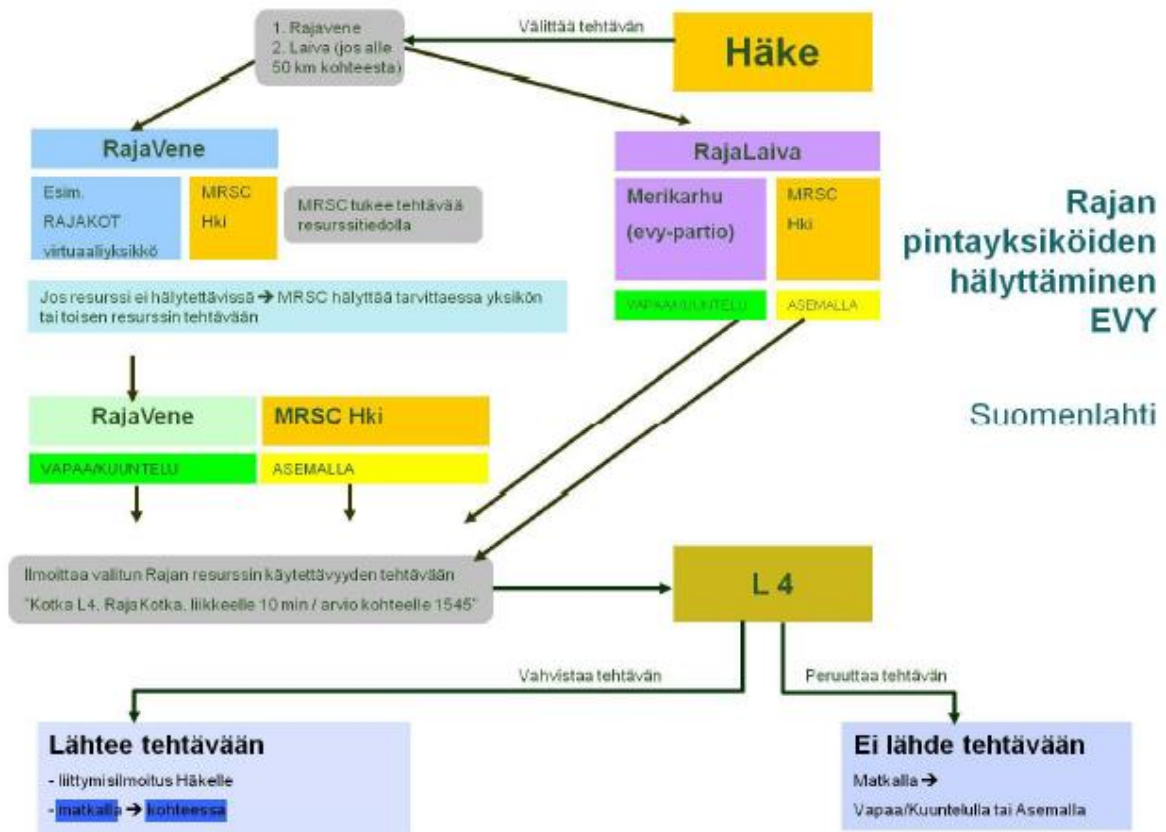 1. Rajavene
2. Laiva (jos alle
50 km kohteesta)
Välittää tehtävän
Häke
RajaVene
Esim.
RAJAKOT
virtuaaliyksikkö
MRSC
Hki
MRSC tukee tehtävää
resurssitiedolla
RajaLaiva
Merikarhu
(evy-partio)
MRSC
Hki
VAPAA/KUUNTELU
ASEMALLA
Rajan
pintayksiköiden
hälyttäminen
EVY
Suomenlahti
Jos resurssi ei hälytettävissä → MRSC hälyttää tarvittaessa yksikön
tai toisen resurssin tehtävään
RajaVene
MRSC Hki
VAPAA/KUUNTELU
ASEMALLA
Ilmoittaa valitun Rajan resurssin käytettävyyden tehtävään
"Kotka L4, RajaKotka, liikkeelle 10 min / arvio kohteelle 1545"
L 4
Vahvistaa tehtävän
Peruuttaa tehtävän
Lähtee tehtävään
- liittymisilmoitus Häkelle
- matkalla → kohteessa
Ei lähde tehtävään
Matkalla →
Vapaa/Kuuntelulla tai Asemalla